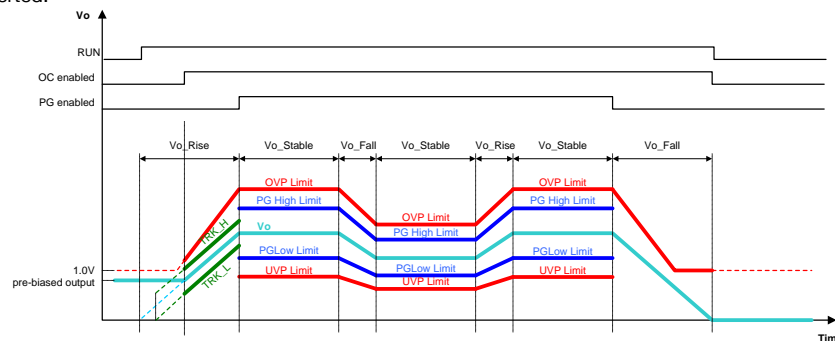 Vo
RUN
OC enabled
PG enabled
Vo_Rise Vo_Stable Vo_Fall Vo_Stable Vo_Rise Vo_Stable Vo_Fall
OVP Limit OVP Limit
PG High Limit PG High Limit
OVP Limit
TRK_H Vo PG High Limit
PGLow Limit PGLow Limit
1.0V PGLow Limit
TRK_L UVP Limit UVP Limit
pre-biased output UVP Limit